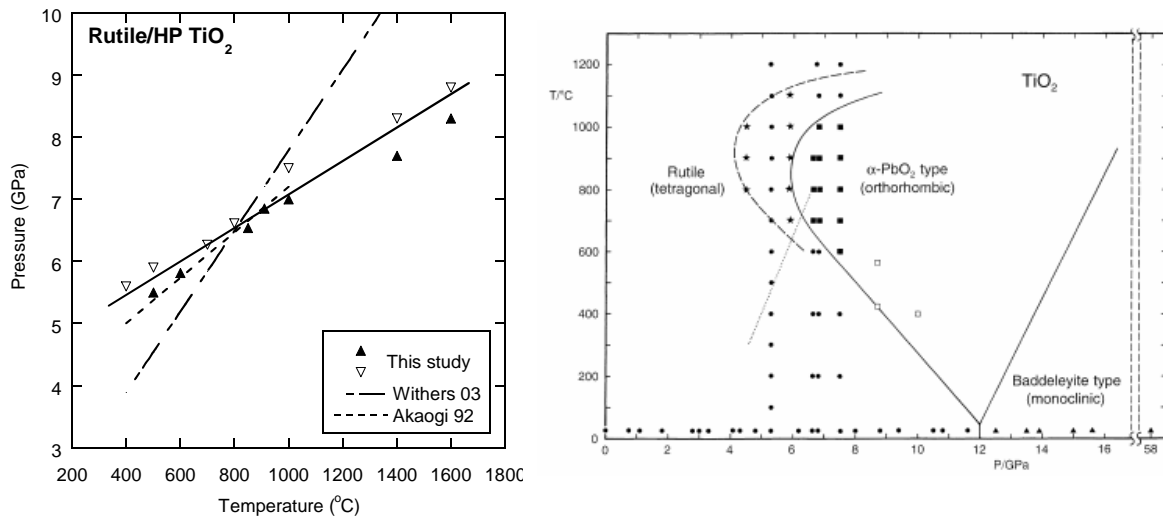 Rutile/HP TiO2
10
9
8
7
6
5
4
3
Pressure (GPa)
200 400 600 800 1000 1200 1400 1600 1800
Temperature (°C)
This study
Withers 03
Akaogi 92
TiO2
T/°C
1200
1000
800
600
400
200
0
Rutile
(tetragonal)
α-PbO2 type
(orthorhombic)
Baddeleyite type
(monoclinic)
0 2 4 6 8 10 12 14 16 58
P/GPa